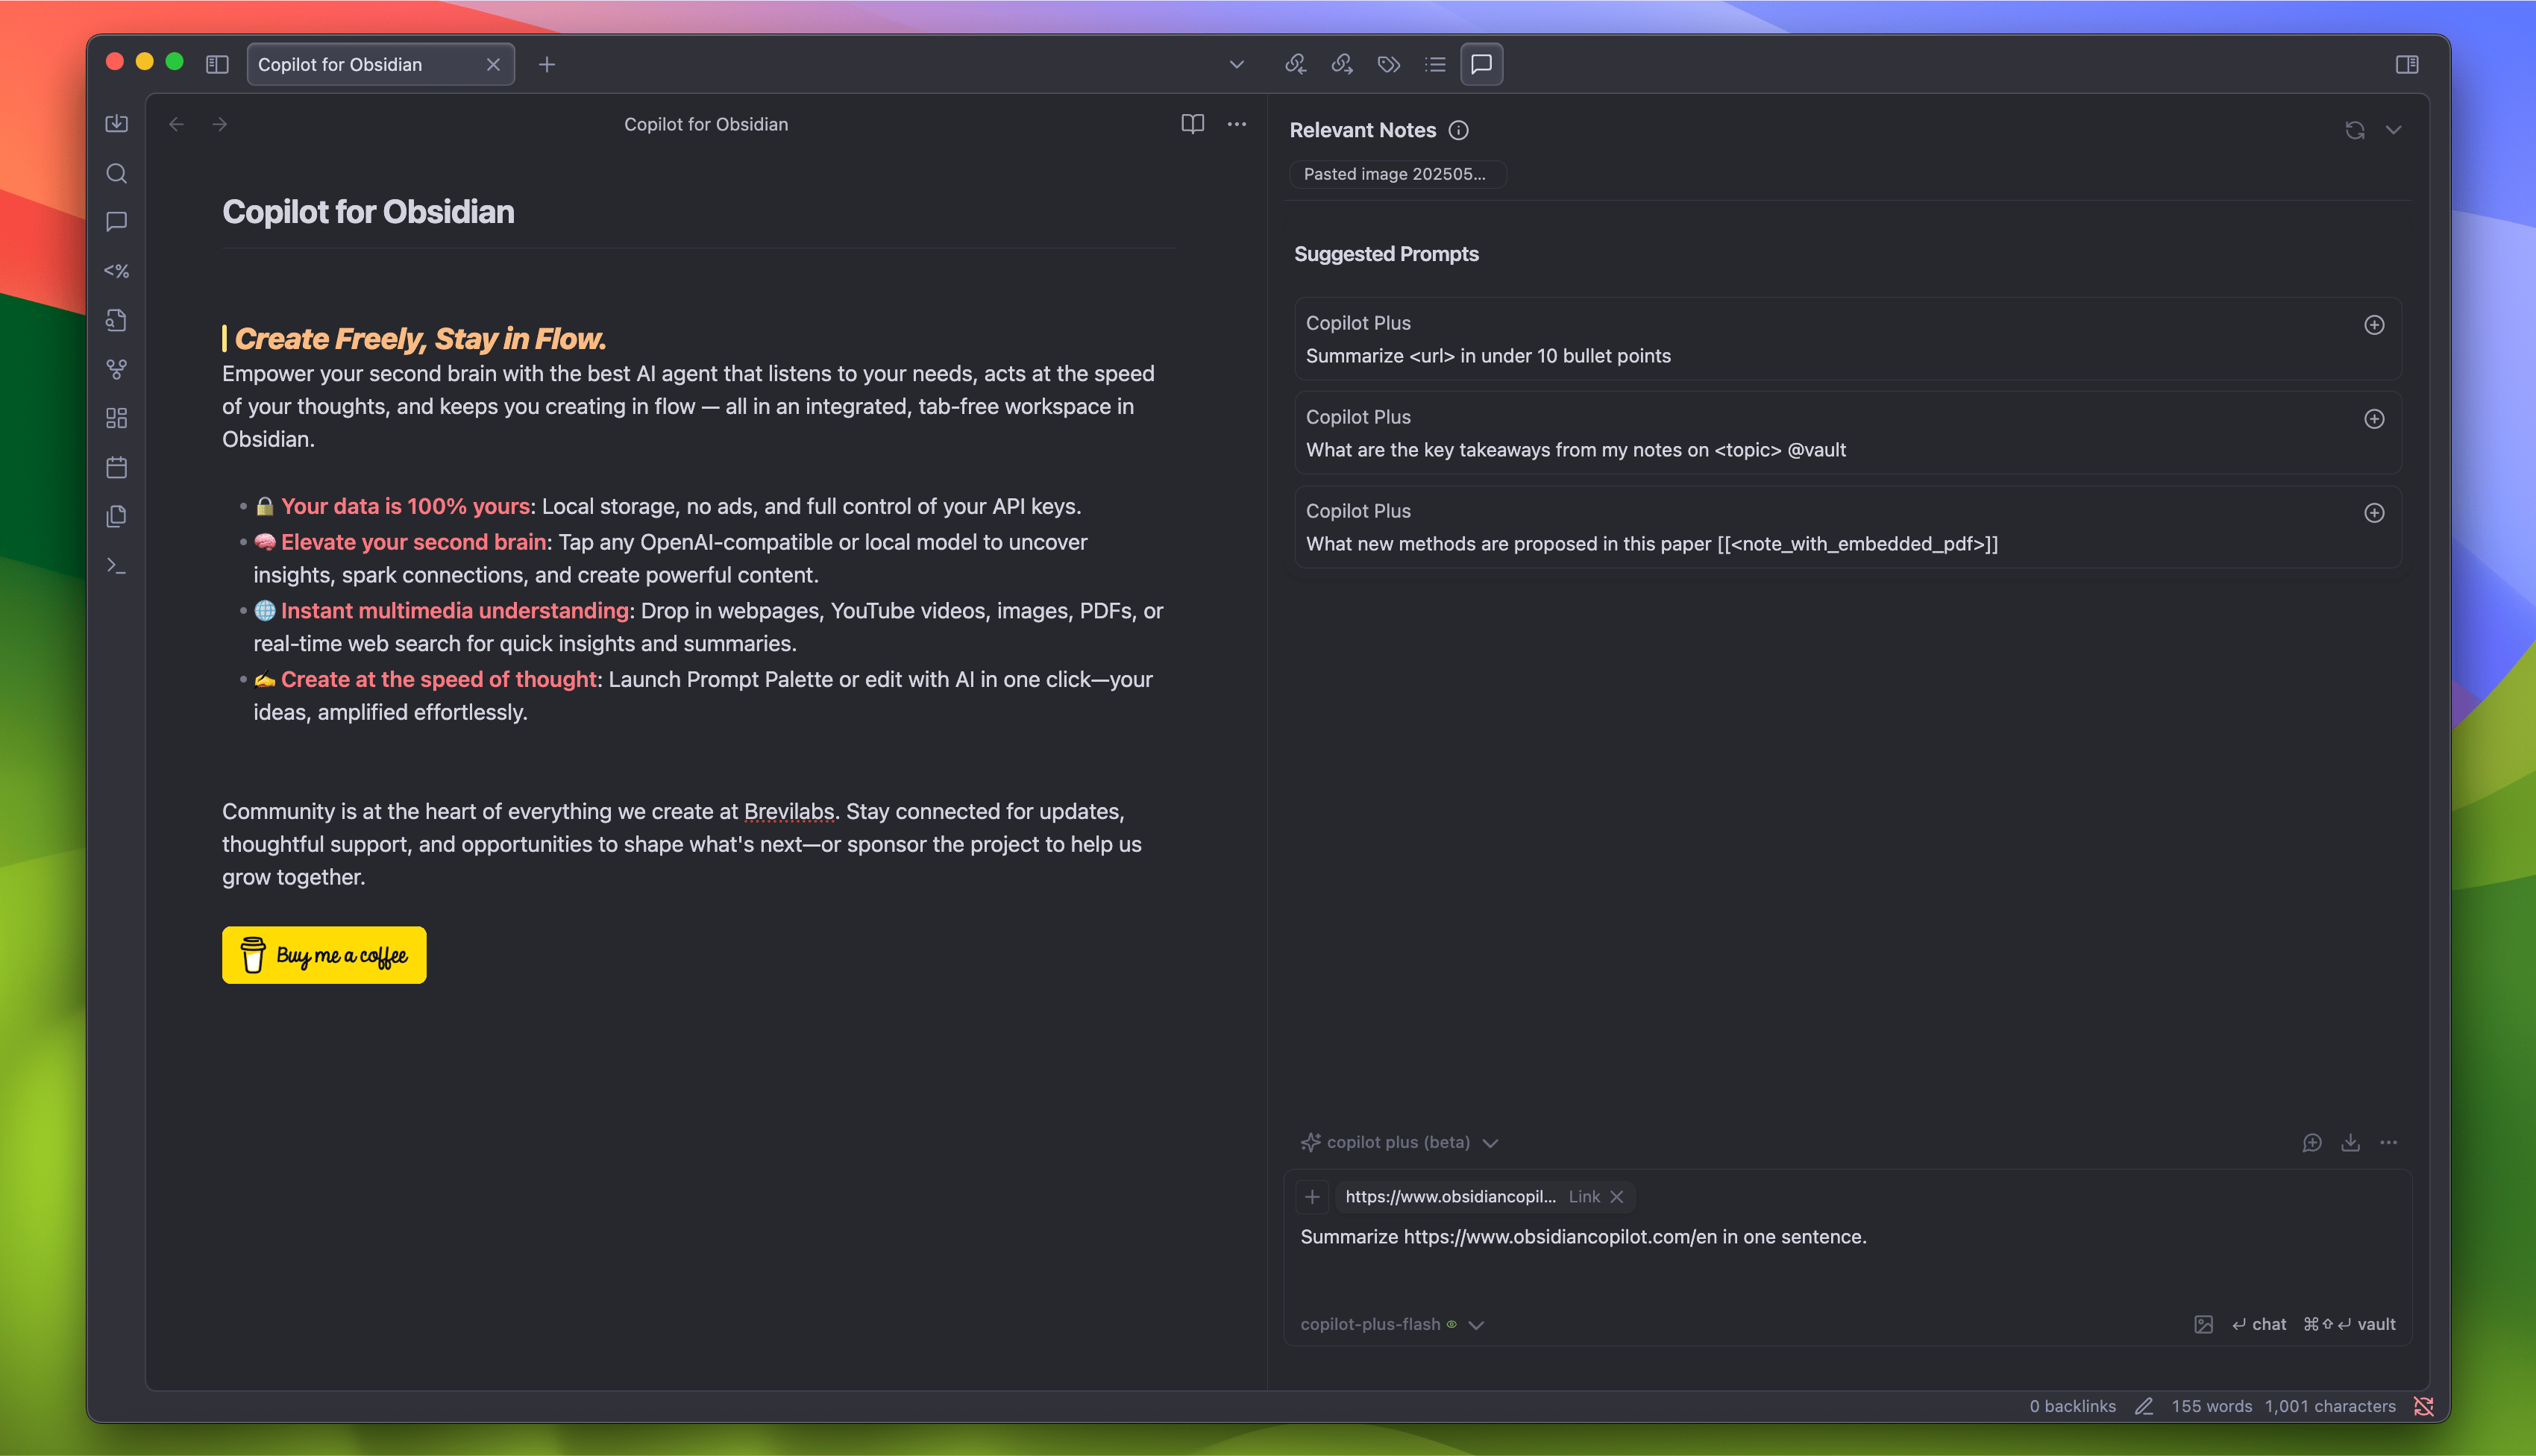 Copilot for Obsidian
Copilot for Obsidian
Copilot for Obsidian
Create Freely, Stay in Flow.
Empower your second brain with the best AI agent that listens to your needs, acts at the speed
of your thoughts, and keeps you creating in flow — all in an integrated, tab-free workspace in
Obsidian.
• 🔒 Your data is 100% yours: Local storage, no ads, and full control of your API keys.
• 🧠 Elevate your second brain: Tap any OpenAI-compatible or local model to uncover
insights, spark connections, and create powerful content.
• 🌐 Instant multimedia understanding: Drop in webpages, YouTube videos, images, PDFs, or
real-time web search for quick insights and summaries.
• ✍️ Create at the speed of thought: Launch Prompt Palette or edit with AI in one click—your
ideas, amplified effortlessly.
Community is at the heart of everything we create at Brevilabs. Stay connected for updates,
thoughtful support, and opportunities to shape what's next—or sponsor the project to help us
grow together.
Buy me a coffee
Relevant Notes
Pasted image 202505...
Suggested Prompts
Copilot Plus
Summarize <url> in under 10 bullet points
Copilot Plus
What are the key takeaways from my notes on <topic> @vault
Copilot Plus
What new methods are proposed in this paper [[<note_with_embedded_pdf>]]
copilot plus (beta)
https://www.obsidiancopil... Link
Summarize https://www.obsidiancopilot.com/en in one sentence.
copilot-plus-flash
↵ chat ⌘⇧↵ vault
0 backlinks 155 words 1,001 characters